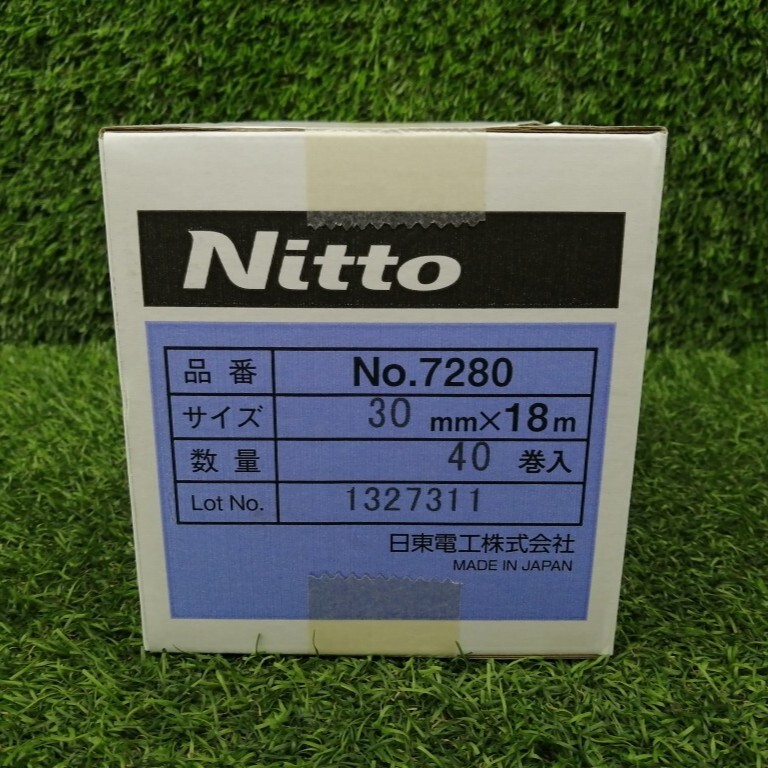 Nitto
品番 No.7280
サイズ 30 mm×18m
数量 40 巻入
Lot No. 1327311
日東電工株式会社
MADE IN JAPAN